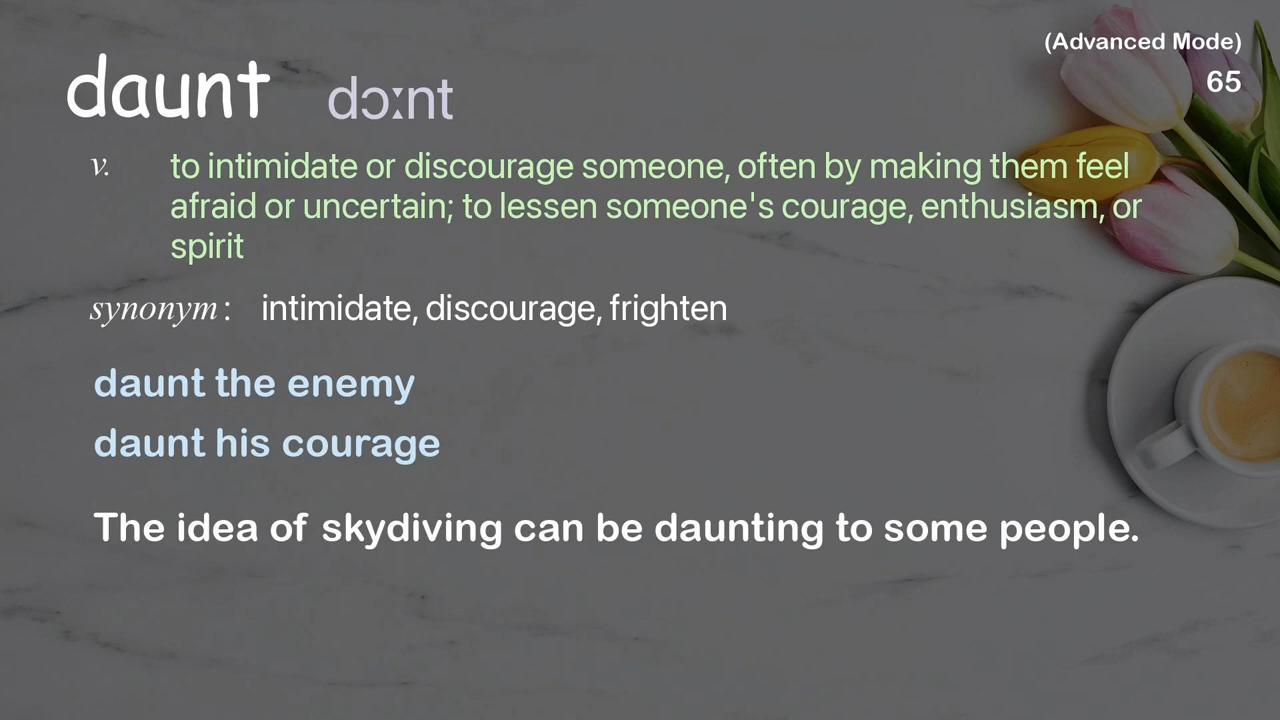 (Advanced Mode)
65
daunt dɔːnt
v. to intimidate or discourage someone, often by making them feel
afraid or uncertain; to lessen someone's courage, enthusiasm, or
spirit
synonym: intimidate, discourage, frighten
daunt the enemy
daunt his courage
The idea of skydiving can be daunting to some people.